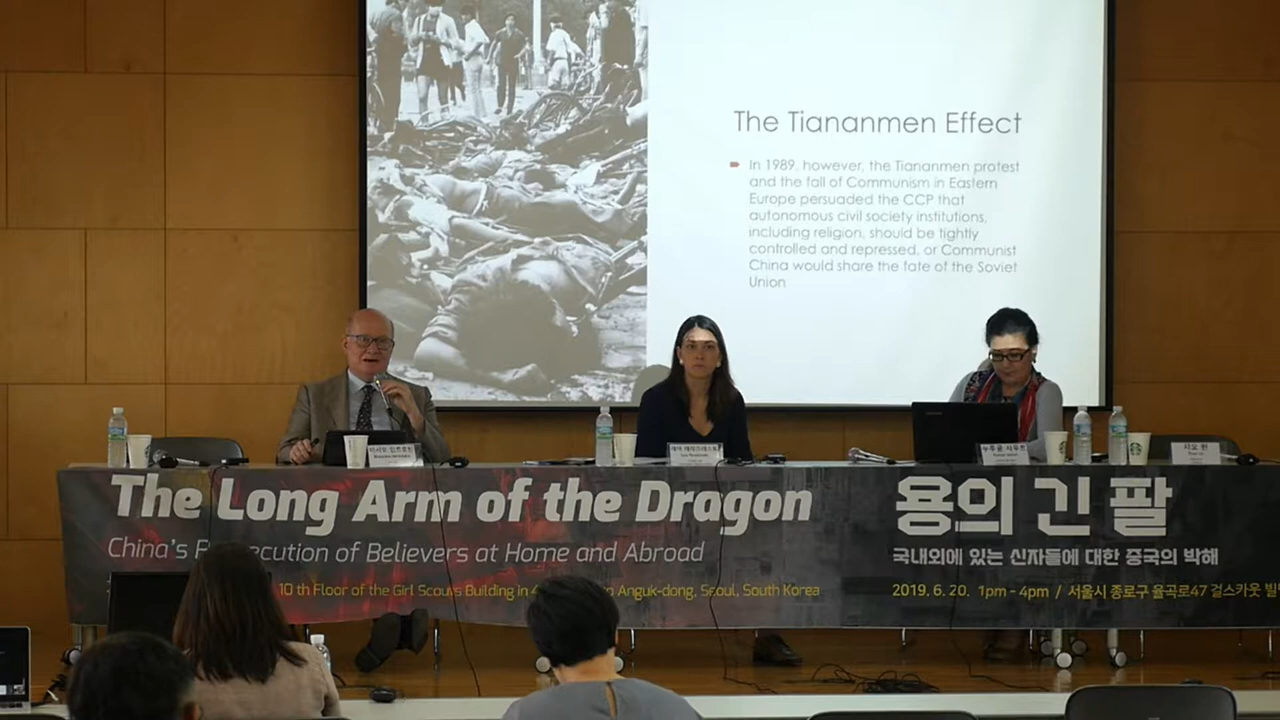 The Tiananmen Effect
In 1989, however, the Tiananmen protest
and the fall of Communism in Eastern
Europe persuaded the CCP that
autonomous civil society institutions,
including religion, should be tightly
controlled and repressed, or Communist
China would share the fate of the Soviet
Union
The Long Arm of the Dragon
China's P ecution of Believers at Home and Abroad
10 th Floor of the Girl Scouts Building in Anguk-dong, Seoul, South Korea
용의 긴 팔
국내외에 있는 신자들에 대한 중국의 박해
2019. 6. 20. 1pm - 4pm / 서울시 종로구 율곡로47 걸스카웃